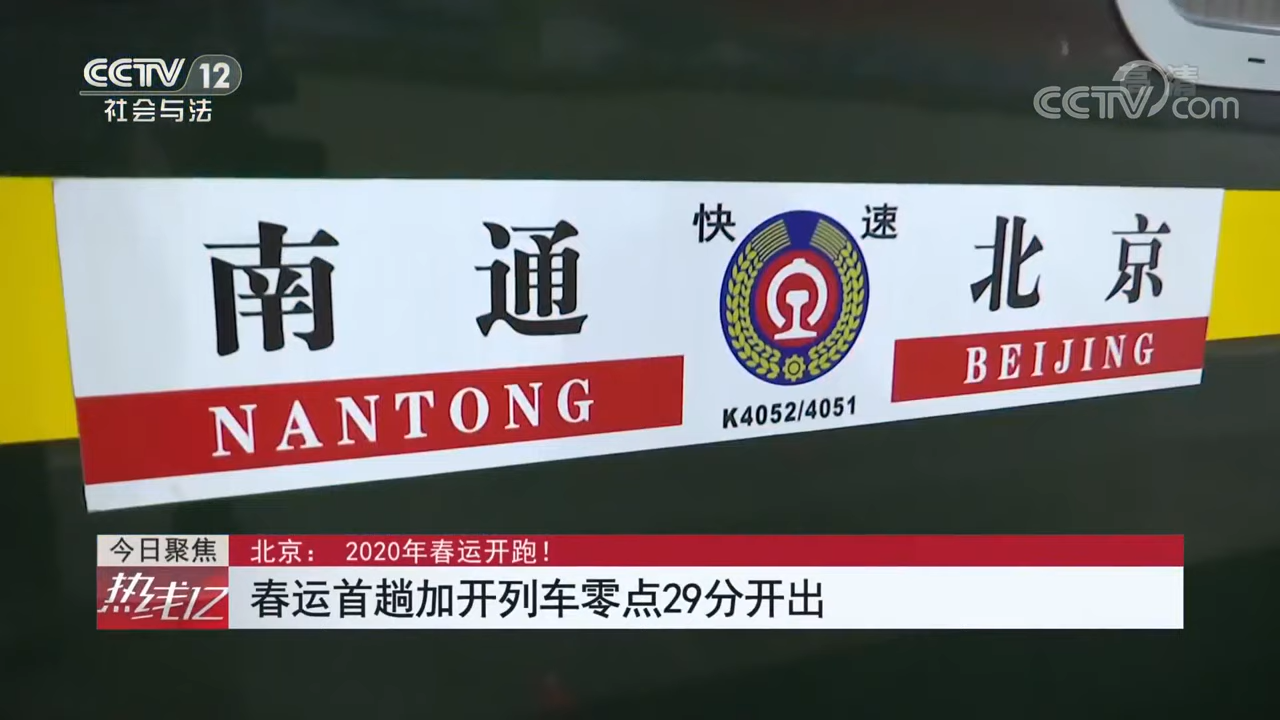 CCTV 12
社会与法
高清
CCTV.com
南通
快速
北京
NANTONG
BEIJING
K4052/4051
今日聚焦
北京： 2020年春运开跑！
热线12
春运首趟加开列车零点29分开出